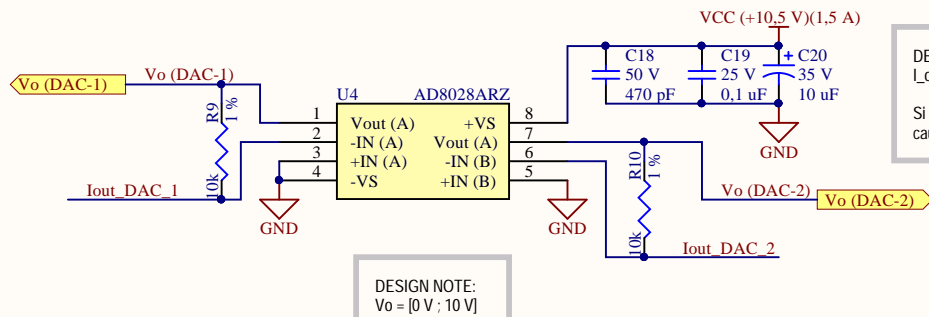 VCC (+10,5 V)(1,5 A)
C18
50 V
470 pF
C19
25 V
0,1 uF
+
C20
35 V
10 uF
GND
Vo (DAC-1)
Vo (DAC-1)
R9
1 %
10k
Iout_DAC_1
U4
AD8028ARZ
1
2
3
4
Vout (A)
-IN (A)
+IN (A)
-VS
+VS
Vout (A)
-IN (B)
+IN (B)
8
7
6
5
GND
GND
R10
1 %
10k
Vo (DAC-2)
Vo (DAC-2)
Iout_DAC_2
DESIGN NOTE:
Vo = [0 V ; 10 V]
Si